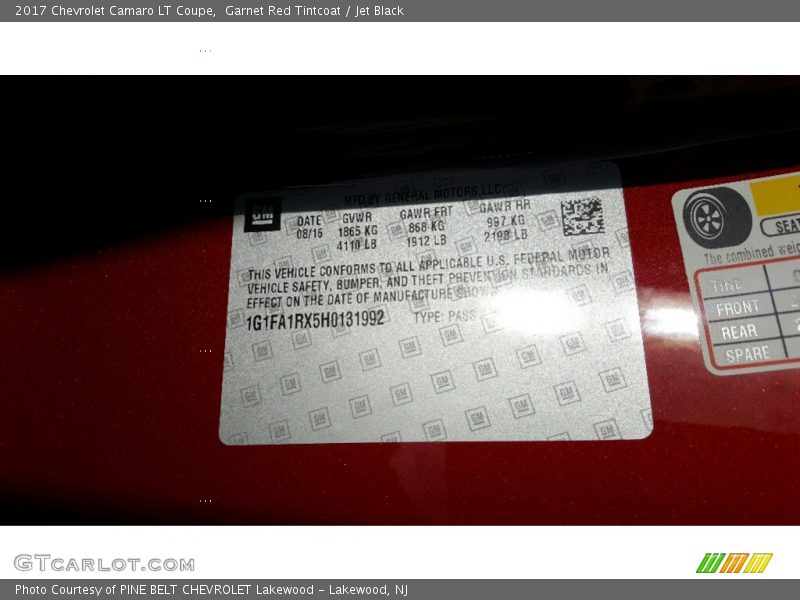 2017 Chevrolet Camaro LT Coupe, Garnet Red Tintcoat / Jet Black
MFD BY GENERAL MOTORS LLC
GM
DATE GVWR GAWR FRT GAWR RR
08/16 1865 KG 868 KG 997 KG
4110 LB 1912 LB 2198 LB
THIS VEHICLE CONFORMS TO ALL APPLICABLE U.S. FEDERAL MOTOR
VEHICLE SAFETY, BUMPER, AND THEFT PREVENTION STANDARDS IN
EFFECT ON THE DATE OF MANUFACTURE SHOWN
1G1FA1RX5H0131992 TYPE: PASS
The combined
TIRE
FRONT
REAR
SPARE
GTCARLOT.COM
Photo Courtesy of PINE BELT CHEVROLET Lakewood - Lakewood, NJ